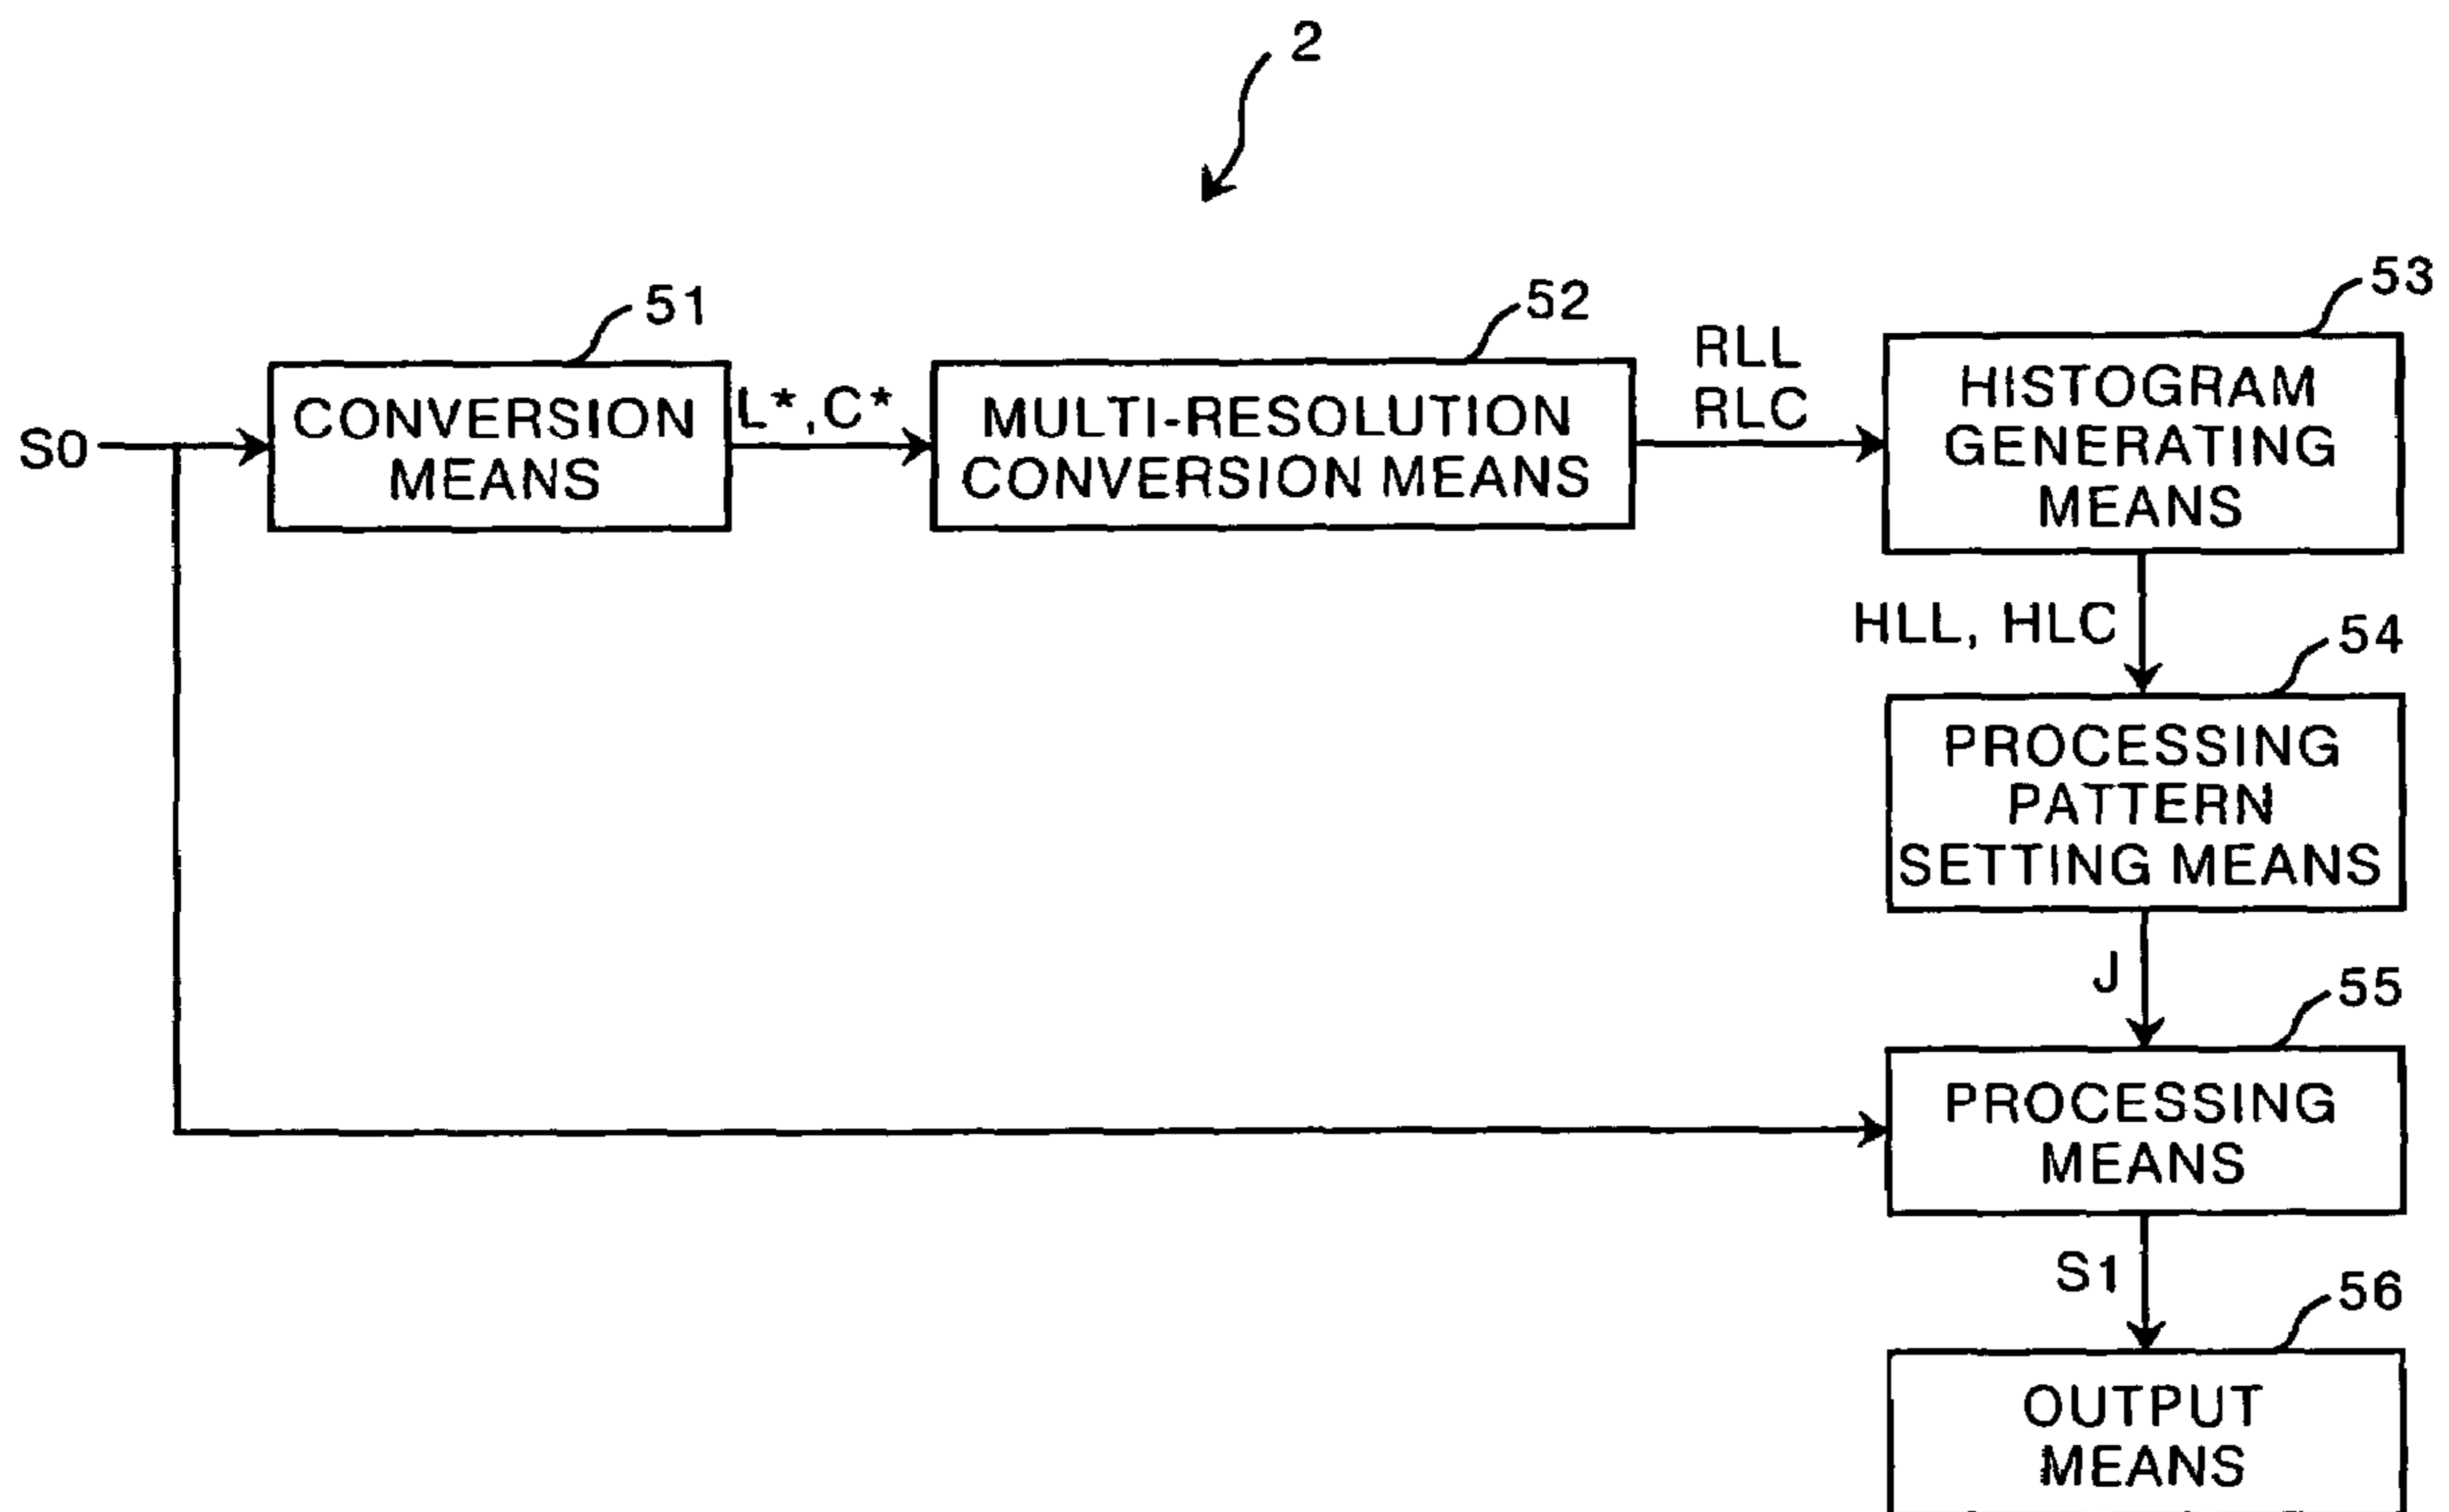 2
51
52
53
S0
CONVERSION
MEANS
L*,C*
MULTI-RESOLUTION
CONVERSION MEANS
RLL
RLC
HISTOGRAM
GENERATING
MEANS
HLL, HLC
54
PROCESSING
PATTERN
SETTING MEANS
J
55
PROCESSING
MEANS
S1
56
OUTPUT
MEANS